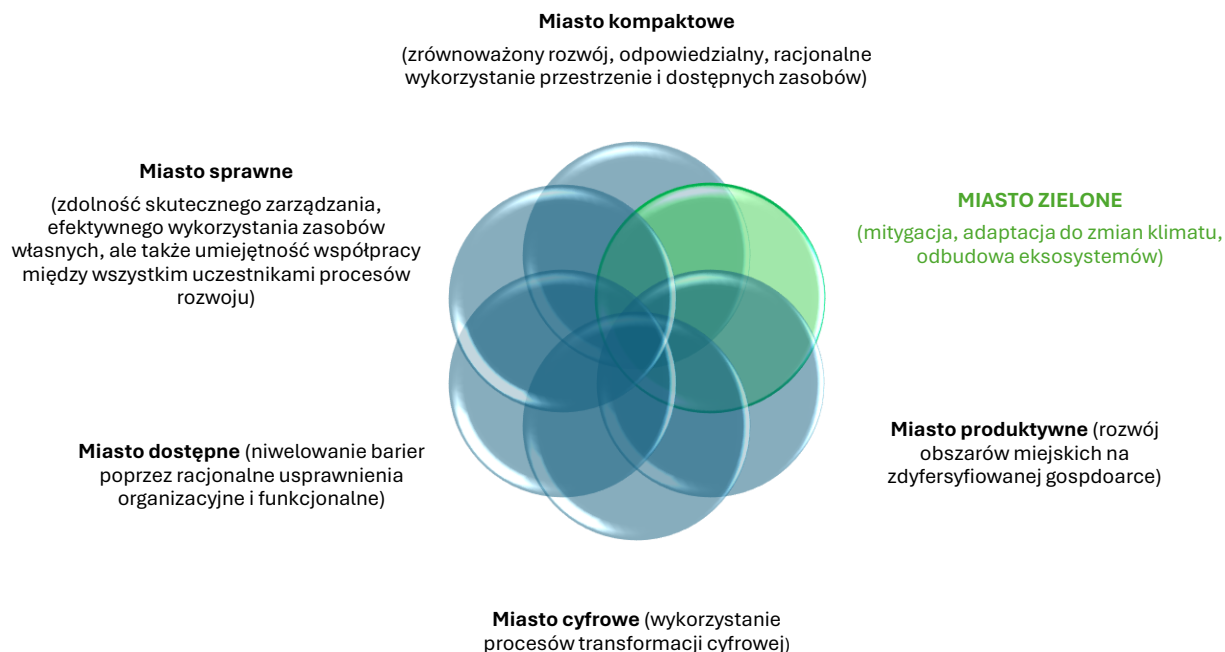 Miasto kompaktowe
(zrównoważony rozwój, odpowiedzialny, racjonalne
wykorzystanie przestrzenie i dostępnych zasobów)
Miasto sprawne
(zdolność skutecznego zarządzania,
efektywnego wykorzystania zasobów
własnych, ale także umiejętność współpracy
między wszystkim uczestnikami procesów
rozwoju)
MIASTO ZIELONE
(mitygacja, adaptacja do zmian klimatu,
odbudowa eksosystemów)
Miasto dostępne (niwelowanie barier
poprzez racjonalne usprawnienia
organizacyjne i funkcjonalne)
Miasto produktywne (rozwój
obszarów miejskich na
zdyfersyfiowanej gospdoarce)
Miasto cyfrowe (wykorzystanie
procesów transformacji cyfrowej)